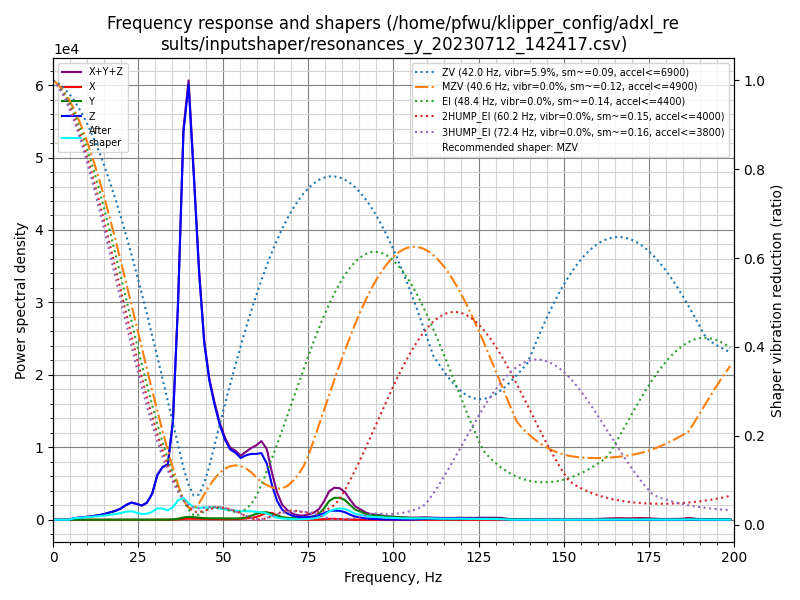 Frequency response and shapers (/home/pfwu/klipper_config/adxl_re
sults/inputshaper/resonances_y_20230712_142417.csv)
1e4
X+Y+Z
X
Y
Z
After
shaper
ZV (42.0 Hz, vibr=5.9%, sm~=0.09, accel<=6900)
MZV (40.6 Hz, vibr=0.0%, sm~=0.12, accel<=4900)
EI (48.4 Hz, vibr=0.0%, sm~=0.14, accel<=4400)
2HUMP_EI (60.2 Hz, vibr=0.0%, sm~=0.15, accel<=4000)
3HUMP_EI (72.4 Hz, vibr=0.0%, sm~=0.16, accel<=3800)
Recommended shaper: MZV
Power spectral density
6
5
4
3
2
1
0
1.0
0.8
0.6
0.4
0.2
0.0
Shaper vibration reduction (ratio)
0 25 50 75 100 125 150 175 200
Frequency, Hz